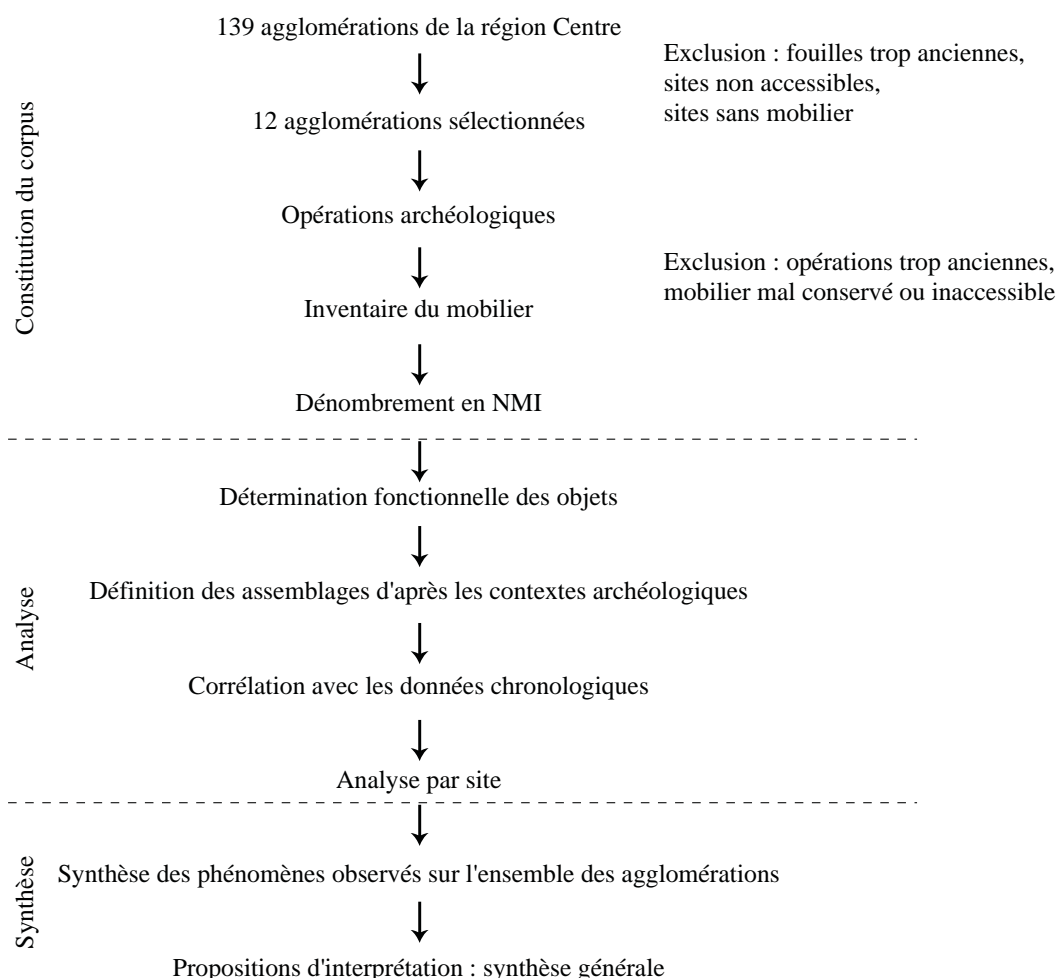 139 agglomérations de la région Centre
Exclusion : fouilles trop anciennes,
sites non accessibles,
sites sans mobilier
12 agglomérations sélectionnées
Constitution du corpus
Opérations archéologiques
Exclusion : opérations trop anciennes,
mobilier mal conservé ou inaccessible
Inventaire du mobilier
Dénombrement en NMI
Détermination fonctionnelle des objets
Analyse
Définition des assemblages d'après les contextes archéologiques
Corrélation avec les données chronologiques
Analyse par site
Synthèse
Synthèse des phénomènes observés sur l'ensemble des agglomérations
Propositions d'interprétation : synthèse générale